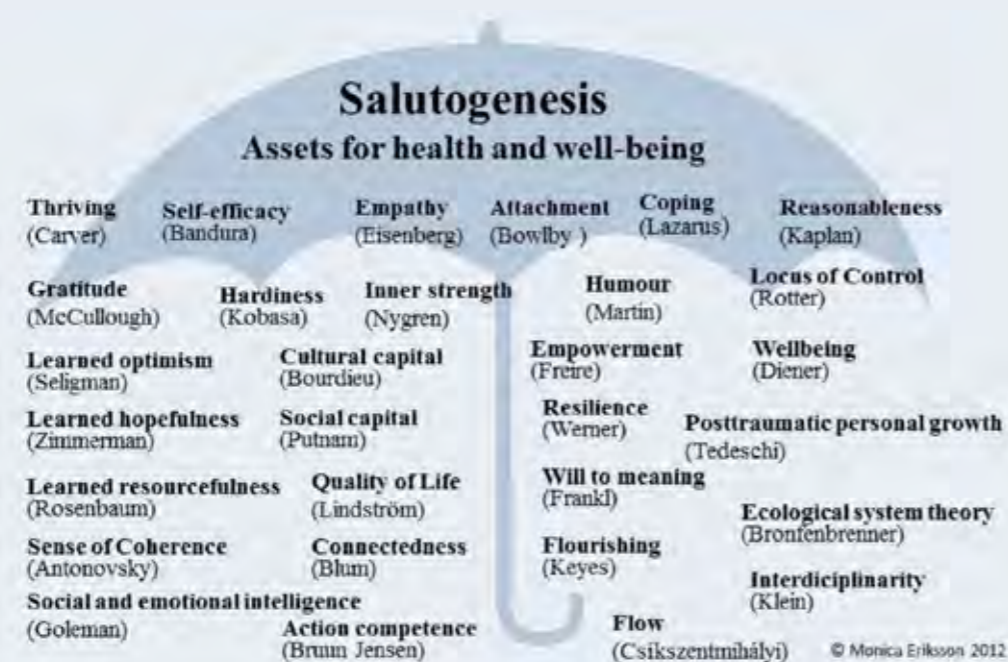 Salutogenesis
Assets for health and well-being
Thriving
(Carver)
Self-efficacy
(Bandura)
Empathy
(Eisenberg)
Attachment
(Bowlby )
Coping
(Lazarus)
Reasonableness
(Kaplan)
Gratitude
(McCullough)
Hardiness
(Kobasa)
Inner strength
(Nygren)
Humour
(Martin)
Locus of Control
(Rotter)
Learned optimism
(Seligman)
Cultural capital
(Bourdieu)
Empowerment
(Freire)
Wellbeing
(Diener)
Learned hopefulness
(Zimmerman)
Social capital
(Putnam)
Resilience
(Werner)
Posttraumatic personal growth
(Tedeschi)
Learned resourcefulness
(Rosenbaum)
Quality of Life
(Lindström)
Will to meaning
(Frankl)
Ecological system theory
(Bronfenbrenner)
Sense of Coherence
(Antonovsky)
Connectedness
(Blum)
Flourishing
(Keyes)
Interdiciplinarity
(Klein)
Social and emotional intelligence
(Goleman)
Action competence
(Bruun Jensen)
Flow
(Csikszentmihályi)
© Monica Eriksson 2012